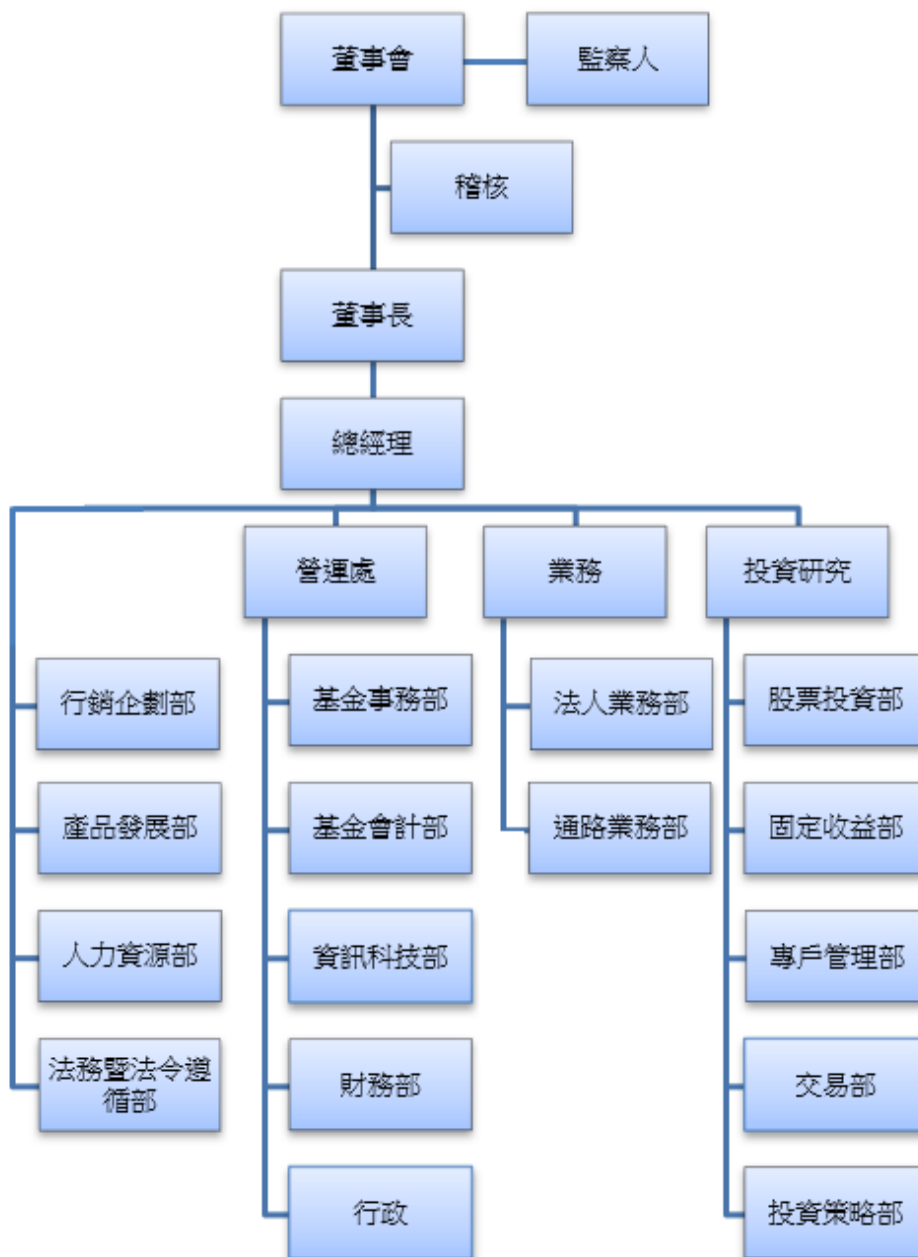 董事會
監察人
稽核
董事長
總經理
營運處
業務
投資研究
行銷企劃部
產品發展部
人力資源部
法務暨法令遵
循部
基金事務部
基金會計部
資訊科技部
財務部
行政
法人業務部
通路業務部
股票投資部
固定收益部
專戶管理部
交易部
投資策略部